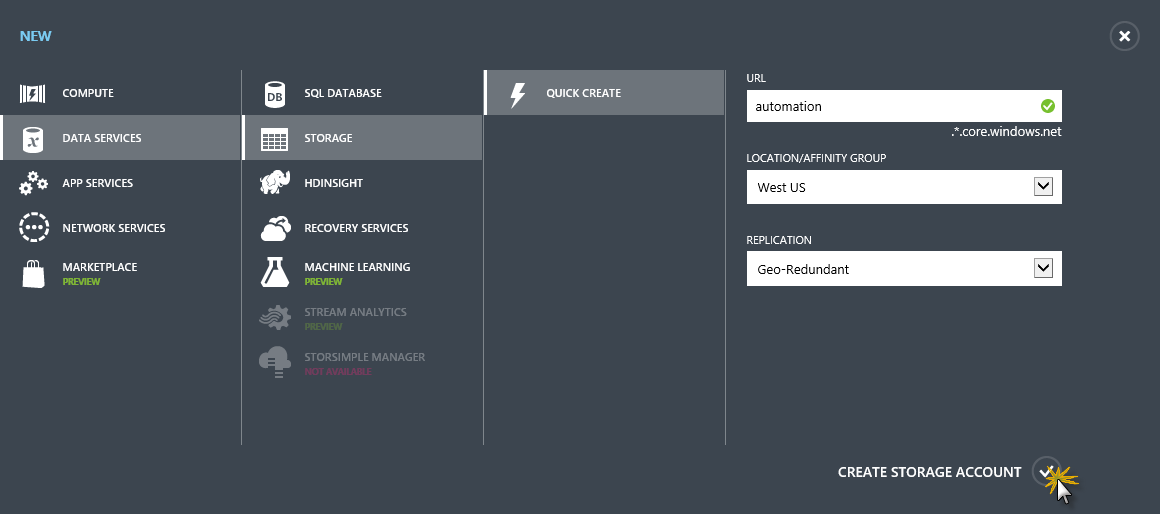 NEW
COMPUTE
DATA SERVICES
APP SERVICES
NETWORK SERVICES
MARKETPLACE
PREVIEW
DB
SQL DATABASE
STORAGE
HDINSIGHT
RECOVERY SERVICES
MACHINE LEARNING
PREVIEW
STREAM ANALYTICS
PREVIEW
STORSIMPLE MANAGER
NOT AVAILABLE
QUICK CREATE
URL
automation
.*.core.windows.net
LOCATION/AFFINITY GROUP
West US
REPLICATION
Geo-Redundant
CREATE STORAGE ACCOUNT